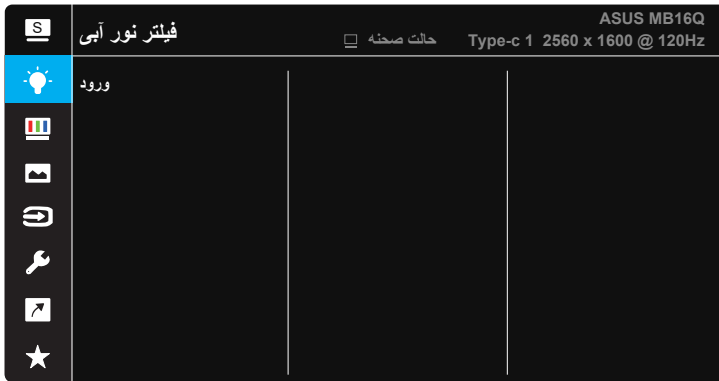 S
فیلتر نور آبی
ASUS MB16Q
حالت صحنه
Type-c 1 2560 x 1600 @ 120Hz
ورود